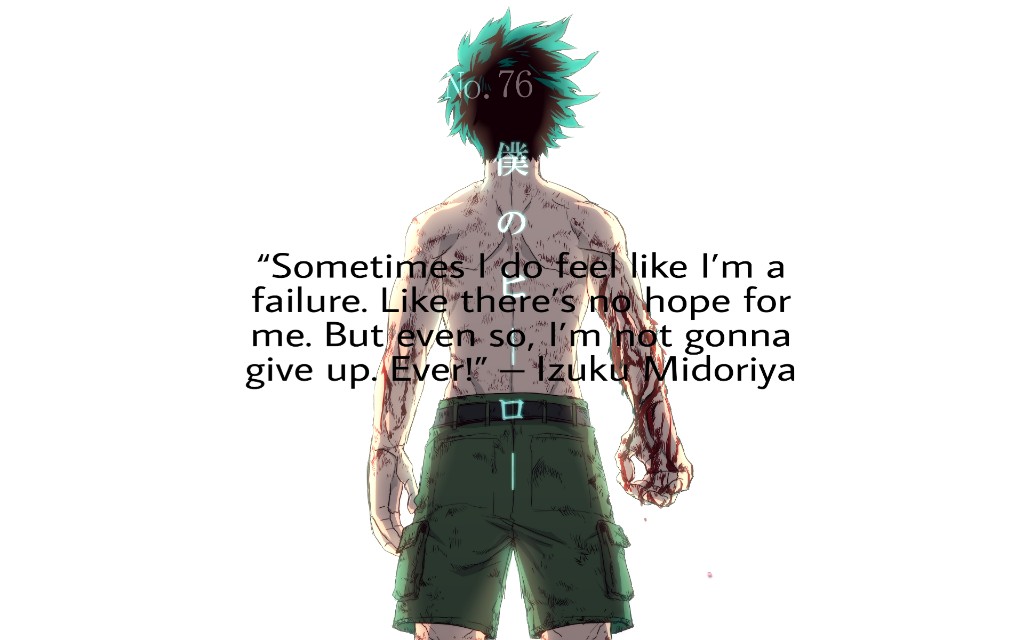 No. 76
僕のヒーロー
“Sometimes I do feel like I’m a
failure. Like there’s no hope for
me. But even so, I’m not gonna
give up. Ever!” – Izuku Midoriya